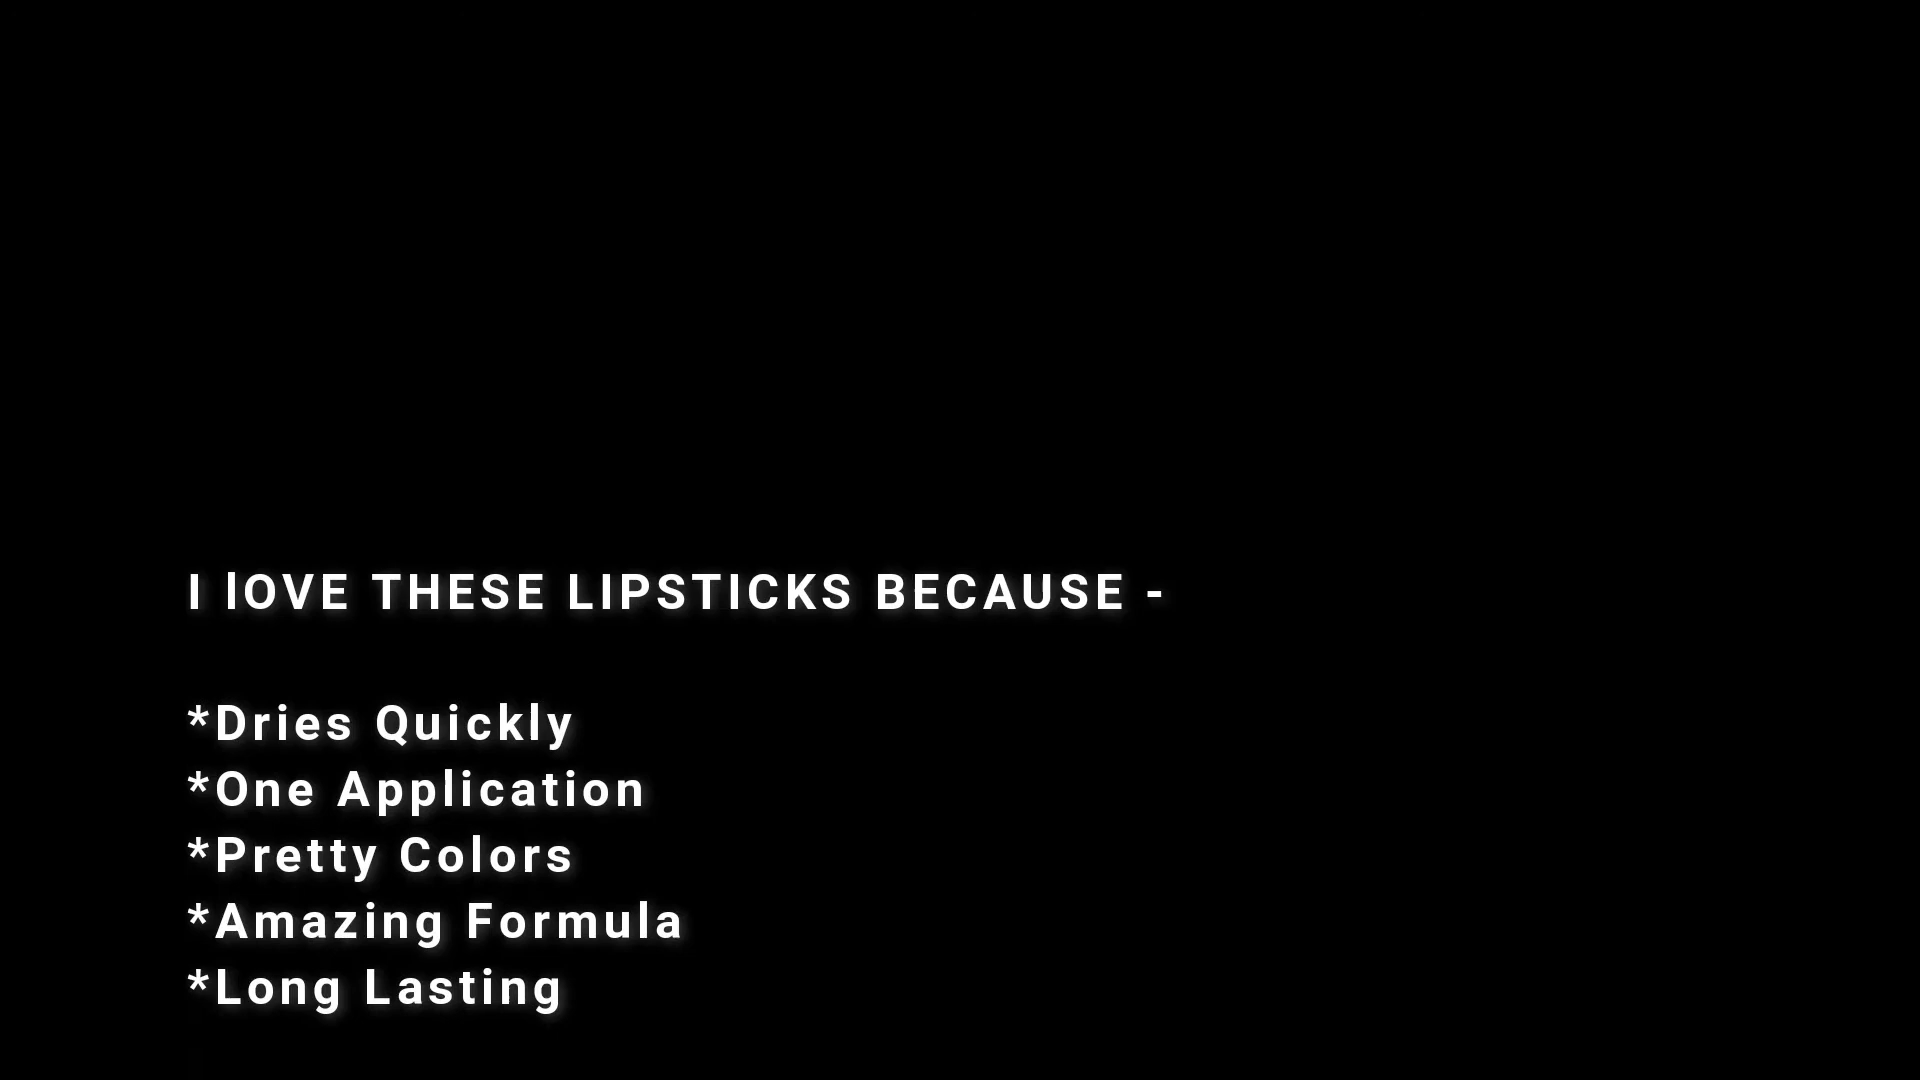 I lOVE THESE LIPSTICKS BECAUSE -
*Dries Quickly
*One Application
*Pretty Colors
*Amazing Formula
*Long Lasting